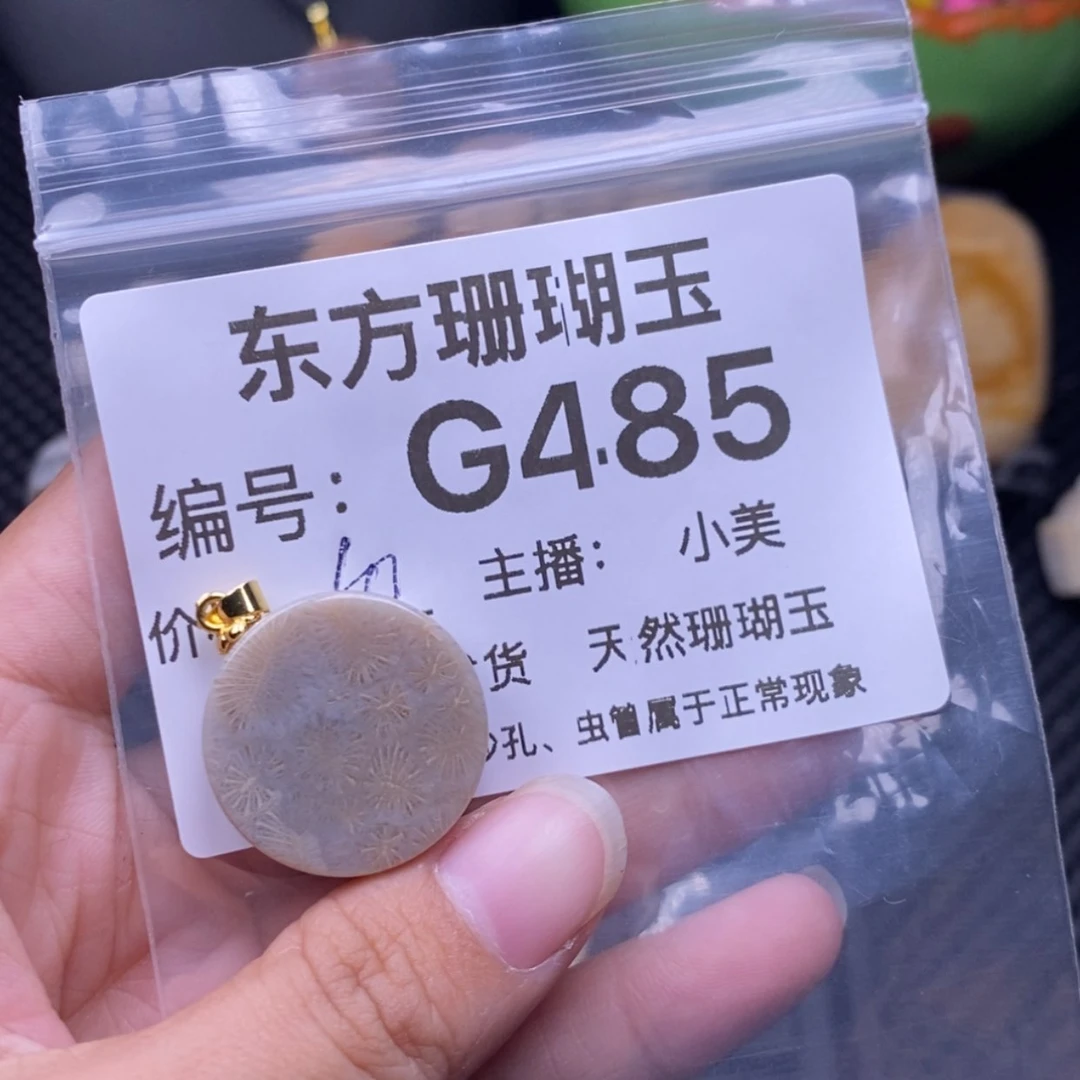 东方珊瑚玉
编号: G485
主播: 小美
价
货 天然珊瑚玉
孔、虫管属于正常现象